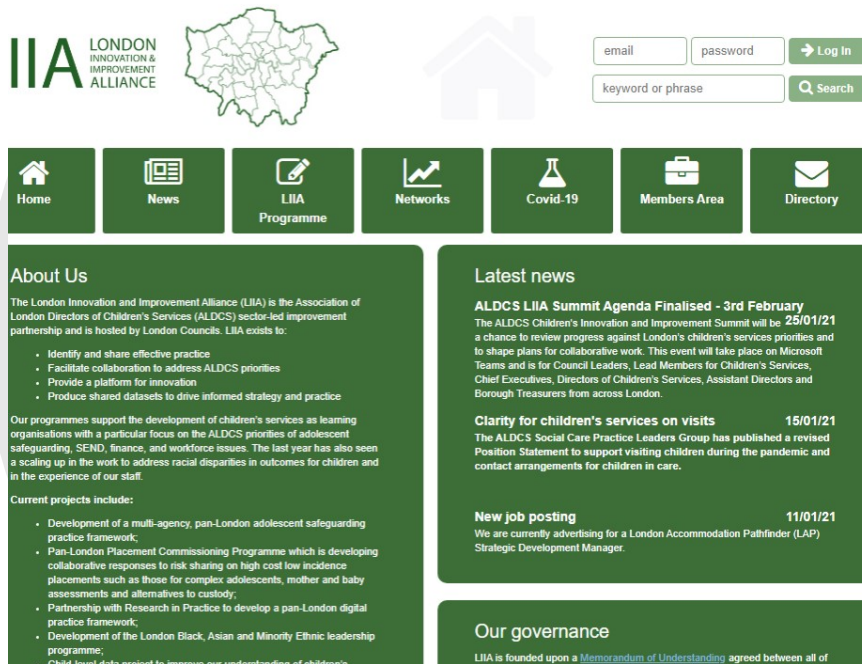 IIA LONDON
INNOVATION &
IMPROVEMENT
ALLIANCE
email password Log In
keyword or phrase Search
Home News LIIA Networks Covid-19 Members Area Directory
Programme
About Us
The London Innovation and Improvement Alliance (LIIA) is the Association of
London Directors of Children's Services (ALDCS) sector-led improvement
partnership and is hosted by London Councils. LIIA exists to:
• Identify and share effective practice
• Facilitate collaboration to address ALDCS priorities
• Provide a platform for innovation
• Produce shared datasets to drive informed strategy and practice
Our programmes support the development of children's services as learning
organisations with a particular focus on the ALDCS priorities of adolescent
safeguarding, SEND, finance, and workforce issues. The last year has also seen
a scaling up in the work to address racial disparities in outcomes for children and
in the experience of our staff.
Current projects include:
• Development of a multi-agency, pan-London adolescent safeguarding
practice framework;
• Pan-London Placement Commissioning Programme which is developing
collaborative responses to risk sharing on high cost low incidence
placements such as those for complex adolescents, mother and baby
assessments and alternatives to custody;
• Partnership with Research in Practice to develop a pan-London digital
practice framework;
• Development of the London Black, Asian and Minority Ethnic leadership
programme;
• Child level data project to improve our understanding of children's
Latest news
ALDCS LIIA Summit Agenda Finalised - 3rd February
The ALDCS Children's Innovation and Improvement Summit will be 25/01/21
a chance to review progress against London's children's services priorities and
to shape plans for collaborative work. This event will take place on Microsoft
Teams and is for Council Leaders, Lead Members for Children's Services,
Chief Executives, Directors of Children's Services, Assistant Directors and
Borough Treasurers from across London.
Clarity for children's services on visits 15/01/21
The ALDCS Social Care Practice Leaders Group has published a revised
Position Statement to support visiting children during the pandemic and
contact arrangements for children in care.
New job posting 11/01/21
We are currently advertising for a London Accommodation Pathfinder (LAP)
Strategic Development Manager.
Our governance
LIIA is founded upon a Memorandum of Understanding agreed between all of